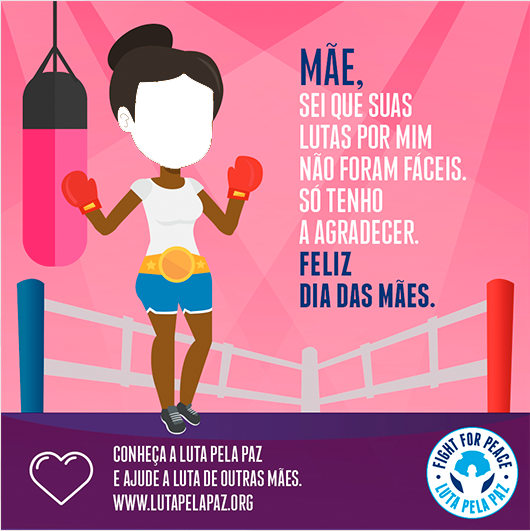 MÃE,
SEI QUE SUAS
LUTAS POR MIM
NÃO FORAM FÁCEIS.
SÓ TENHO
A AGRADECER.
FELIZ
DIA DAS MÃES.
CONHEÇA A LUTA PELA PAZ
E AJUDE A LUTA DE OUTRAS MÃES.
WWW.LUTAPELAPAZ.ORG
FIGHT FOR PEACE
• LUTA PELA PAZ •